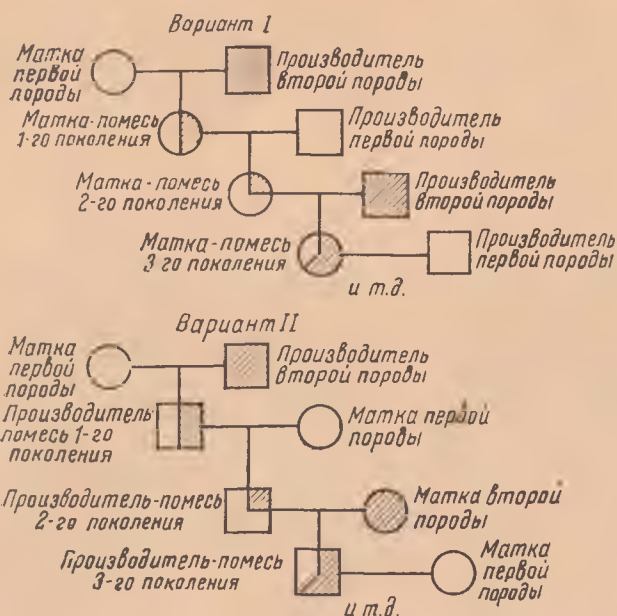 Вариант I
Матка
первой
породы
Производитель
второй породы
Матка-помесь
1-го поколения
Производитель
первой породы
Матка-помесь
2-го поколения
Производитель
второй породы
Матка-помесь
3 го поколения
Производитель
первой породы
и т.д.
Вариант II
Матка
первой
породы
Производитель
второй породы
Производитель
помесь 1-го
поколения
Матка первой
породы
Производитель-помесь
2-го поколения
Матка второй
породы
Производитель-помесь
3-го поколения
Матка
первой
породы
и т.д.